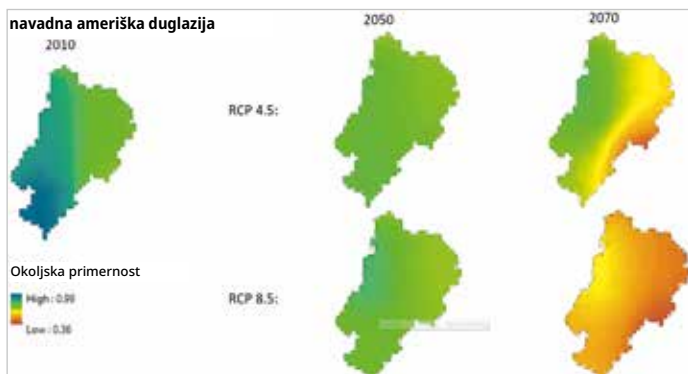 navadna ameriška duglazija
2010
2050
2070
RCP 4.5:
RCP 8.5:
Okoljska primernost
High : 0.98
Low : 0.36